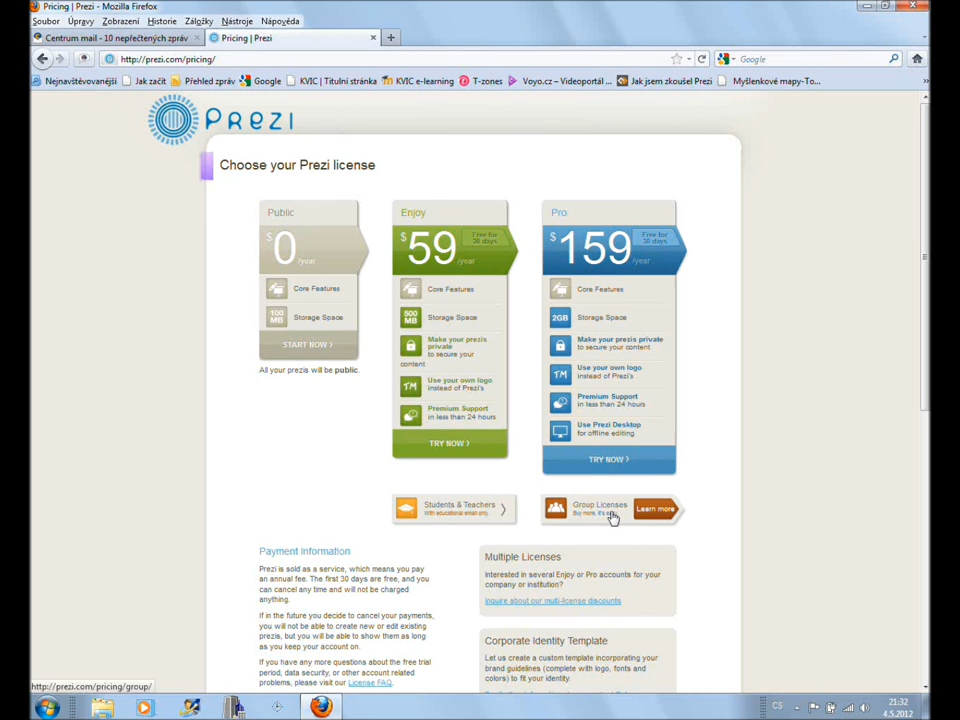 Pricing | Prezi - Mozilla Firefox
Soubor Úpravy Zobrazení Historie Záložky Nástroje Nápověda
Centrum mail - 10 nepřečtených zpráv × Pricing | Prezi ×
http://prezi.com/pricing/
Google
Nejnavštěvovanější Jak začít Přehled zpráv Google KVIC | Titulní stránka KVIC e-learning T-zones Voyo.cz – Videoportál ... Jak jsem zkoušel Prezi Myšlenkové mapy-To...
PREZI
Choose your Prezi license
Public
$0/year
Core Features
100 MB Storage Space
START NOW
All your prezis will be public.
Enjoy
$59/year
Free for 30 days
Core Features
500 MB Storage Space
Make your prezis
private
to secure your
content
TM Use your own logo
instead of Prezi's
Premium Support
in less than 24 hours
TRY NOW
Pro
$159/year
Free for 30 days
Core Features
2GB Storage Space
Make your prezis private
to secure your content
TM Use your own logo
instead of Prezi's
Premium Support
in less than 24 hours
Use Prezi Desktop
for offline editing
TRY NOW
Students & Teachers
With educational email only.
Group Licenses
Buy more, it's
Learn more
Payment Information
Prezi is sold as a service, which means you pay
an annual fee. The first 30 days are free, and you
can cancel any time and will not be charged
anything.
If in the future you decide to cancel your payments,
you will not be able to create new or edit existing
prezis, but you will be able to show them as long
as you keep your account on.
If you have any more questions about the free trial
period, data security, or other account related
problems, please visit our License FAQ.
Multiple Licenses
Interested in several Enjoy or Pro accounts for your
company or institution?
Inquire about our multi-license discounts
Corporate Identity Template
Let us create a custom template incorporating your
brand guidelines (complete with logo, fonts and
colors) to fit your identity.
http://prezi.com/pricing/group/
CS
21:32
4.5.2012